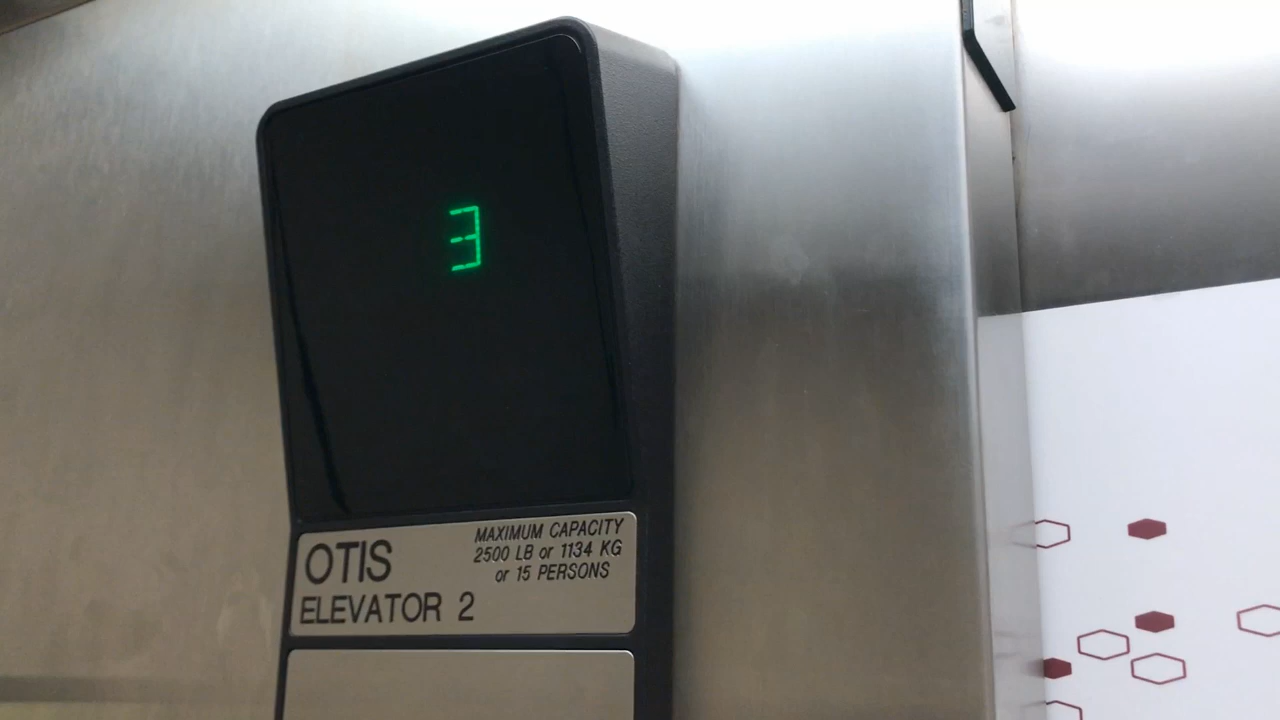 3
OTIS
ELEVATOR 2
MAXIMUM CAPACITY
2500 LB or 1134 KG
or 15 PERSONS